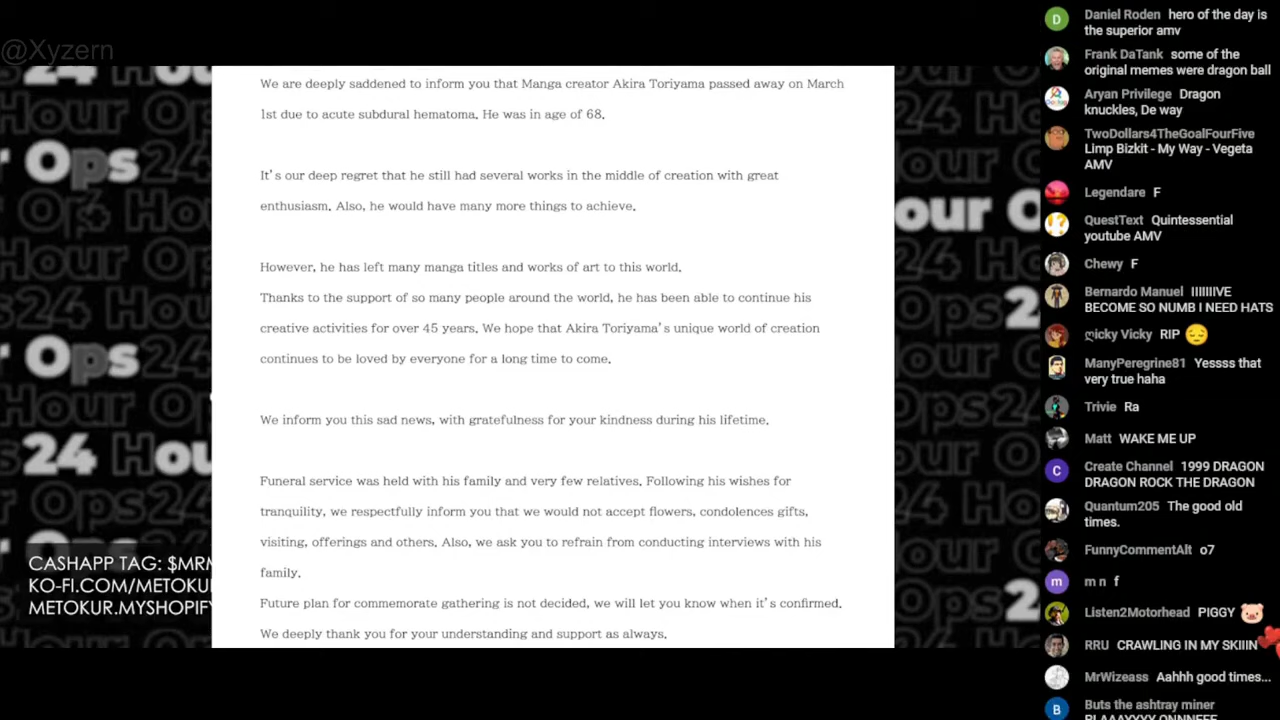 @Xyzern
We are deeply saddened to inform you that Manga creator Akira Toriyama passed away on March
1st due to acute subdural hematoma. He was in age of 68.
It's our deep regret that he still had several works in the middle of creation with great
enthusiasm. Also, he would have many more things to achieve.
However, he has left many manga titles and works of art to this world.
Thanks to the support of so many people around the world, he has been able to continue his
creative activities for over 45 years. We hope that Akira Toriyama's unique world of creation
continues to be loved by everyone for a long time to come.
We inform you this sad news, with gratefulness for your kindness during his lifetime.
Funeral service was held with his family and very few relatives. Following his wishes for
tranquility, we respectfully inform you that we would not accept flowers, condolences gifts,
visiting, offerings and others. Also, we ask you to refrain from conducting interviews with his
family.
Future plan for commemorate gathering is not decided, we will let you know when it's confirmed.
We deeply thank you for your understanding and support as always.
CASHAPP TAG: $MRM
KO-FI.COM/METOKUR
METOKUR.MYSHOPIFY
Daniel Roden hero of the day is
the superior amv
Frank DaTank some of the
original memes were dragon ball
Aryan Privilege Dragon
knuckles, De way
TwoDollars4TheGoalFourFive
Limp Bizkit - My Way - Vegeta
AMV
Legendare F
QuestText Quintessential
youtube AMV
Chewy F
Bernardo Manuel IIIIIIIVE
BECOME SO NUMB I NEED HATS
ღicky Vicky RIP 😔
ManyPeregrine81 Yessss that
very true haha
Trivie Ra
Matt WAKE ME UP
Create Channel 1999 DRAGON
DRAGON ROCK THE DRAGON
Quantum205 The good old
times.
FunnyCommentAlt o7
m n f
Listen2Motorhead PIGGY 🐷
RRU CRAWLING IN MY SKIIIN
MrWizeass Aahhh good times...
Buts the ashtray miner